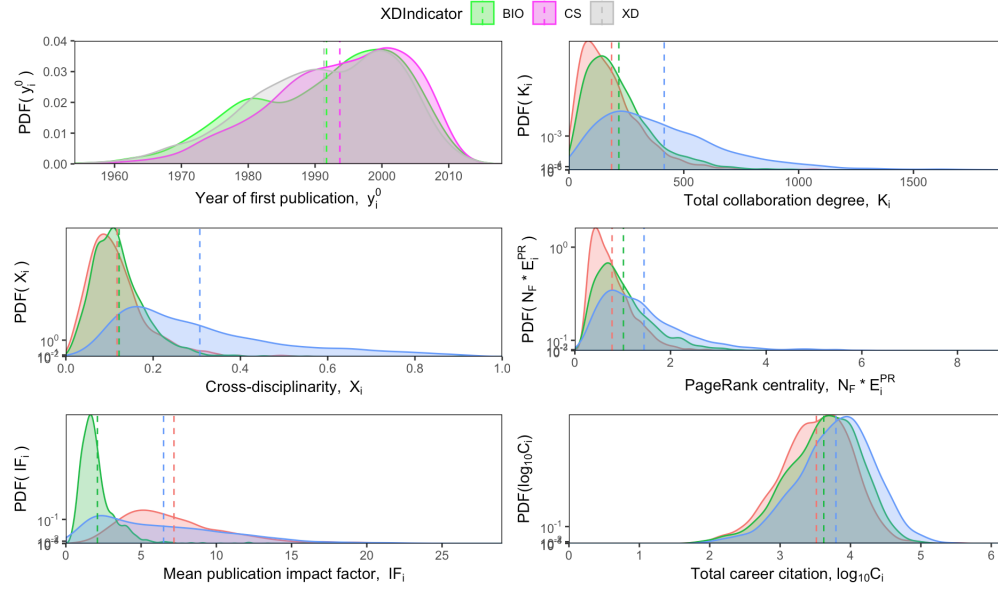 XDIndicator BIO CS XD
PDF( y_i^0 )
0.04
0.03
0.02
0.01
0.00
1960 1970 1980 1990 2000 2010
Year of first publication, y_i^0
PDF( K_i )
10^-3
0 500 1000 1500
Total collaboration degree, K_i
PDF( X_i )
10^0
10^-2
0.0 0.2 0.4 0.6 0.8 1.0
Cross-disciplinarity, X_i
PDF( N_F * E_i^PR )
10^0
10^-1
0 2 4 6 8
PageRank centrality, N_F * E_i^PR
PDF( IF_i )
10^-1
0 5 10 15 20 25
Mean publication impact factor, IF_i
PDF(log_10C_i)
10^-1
0 1 2 3 4 5 6
Total career citation, log_10C_i